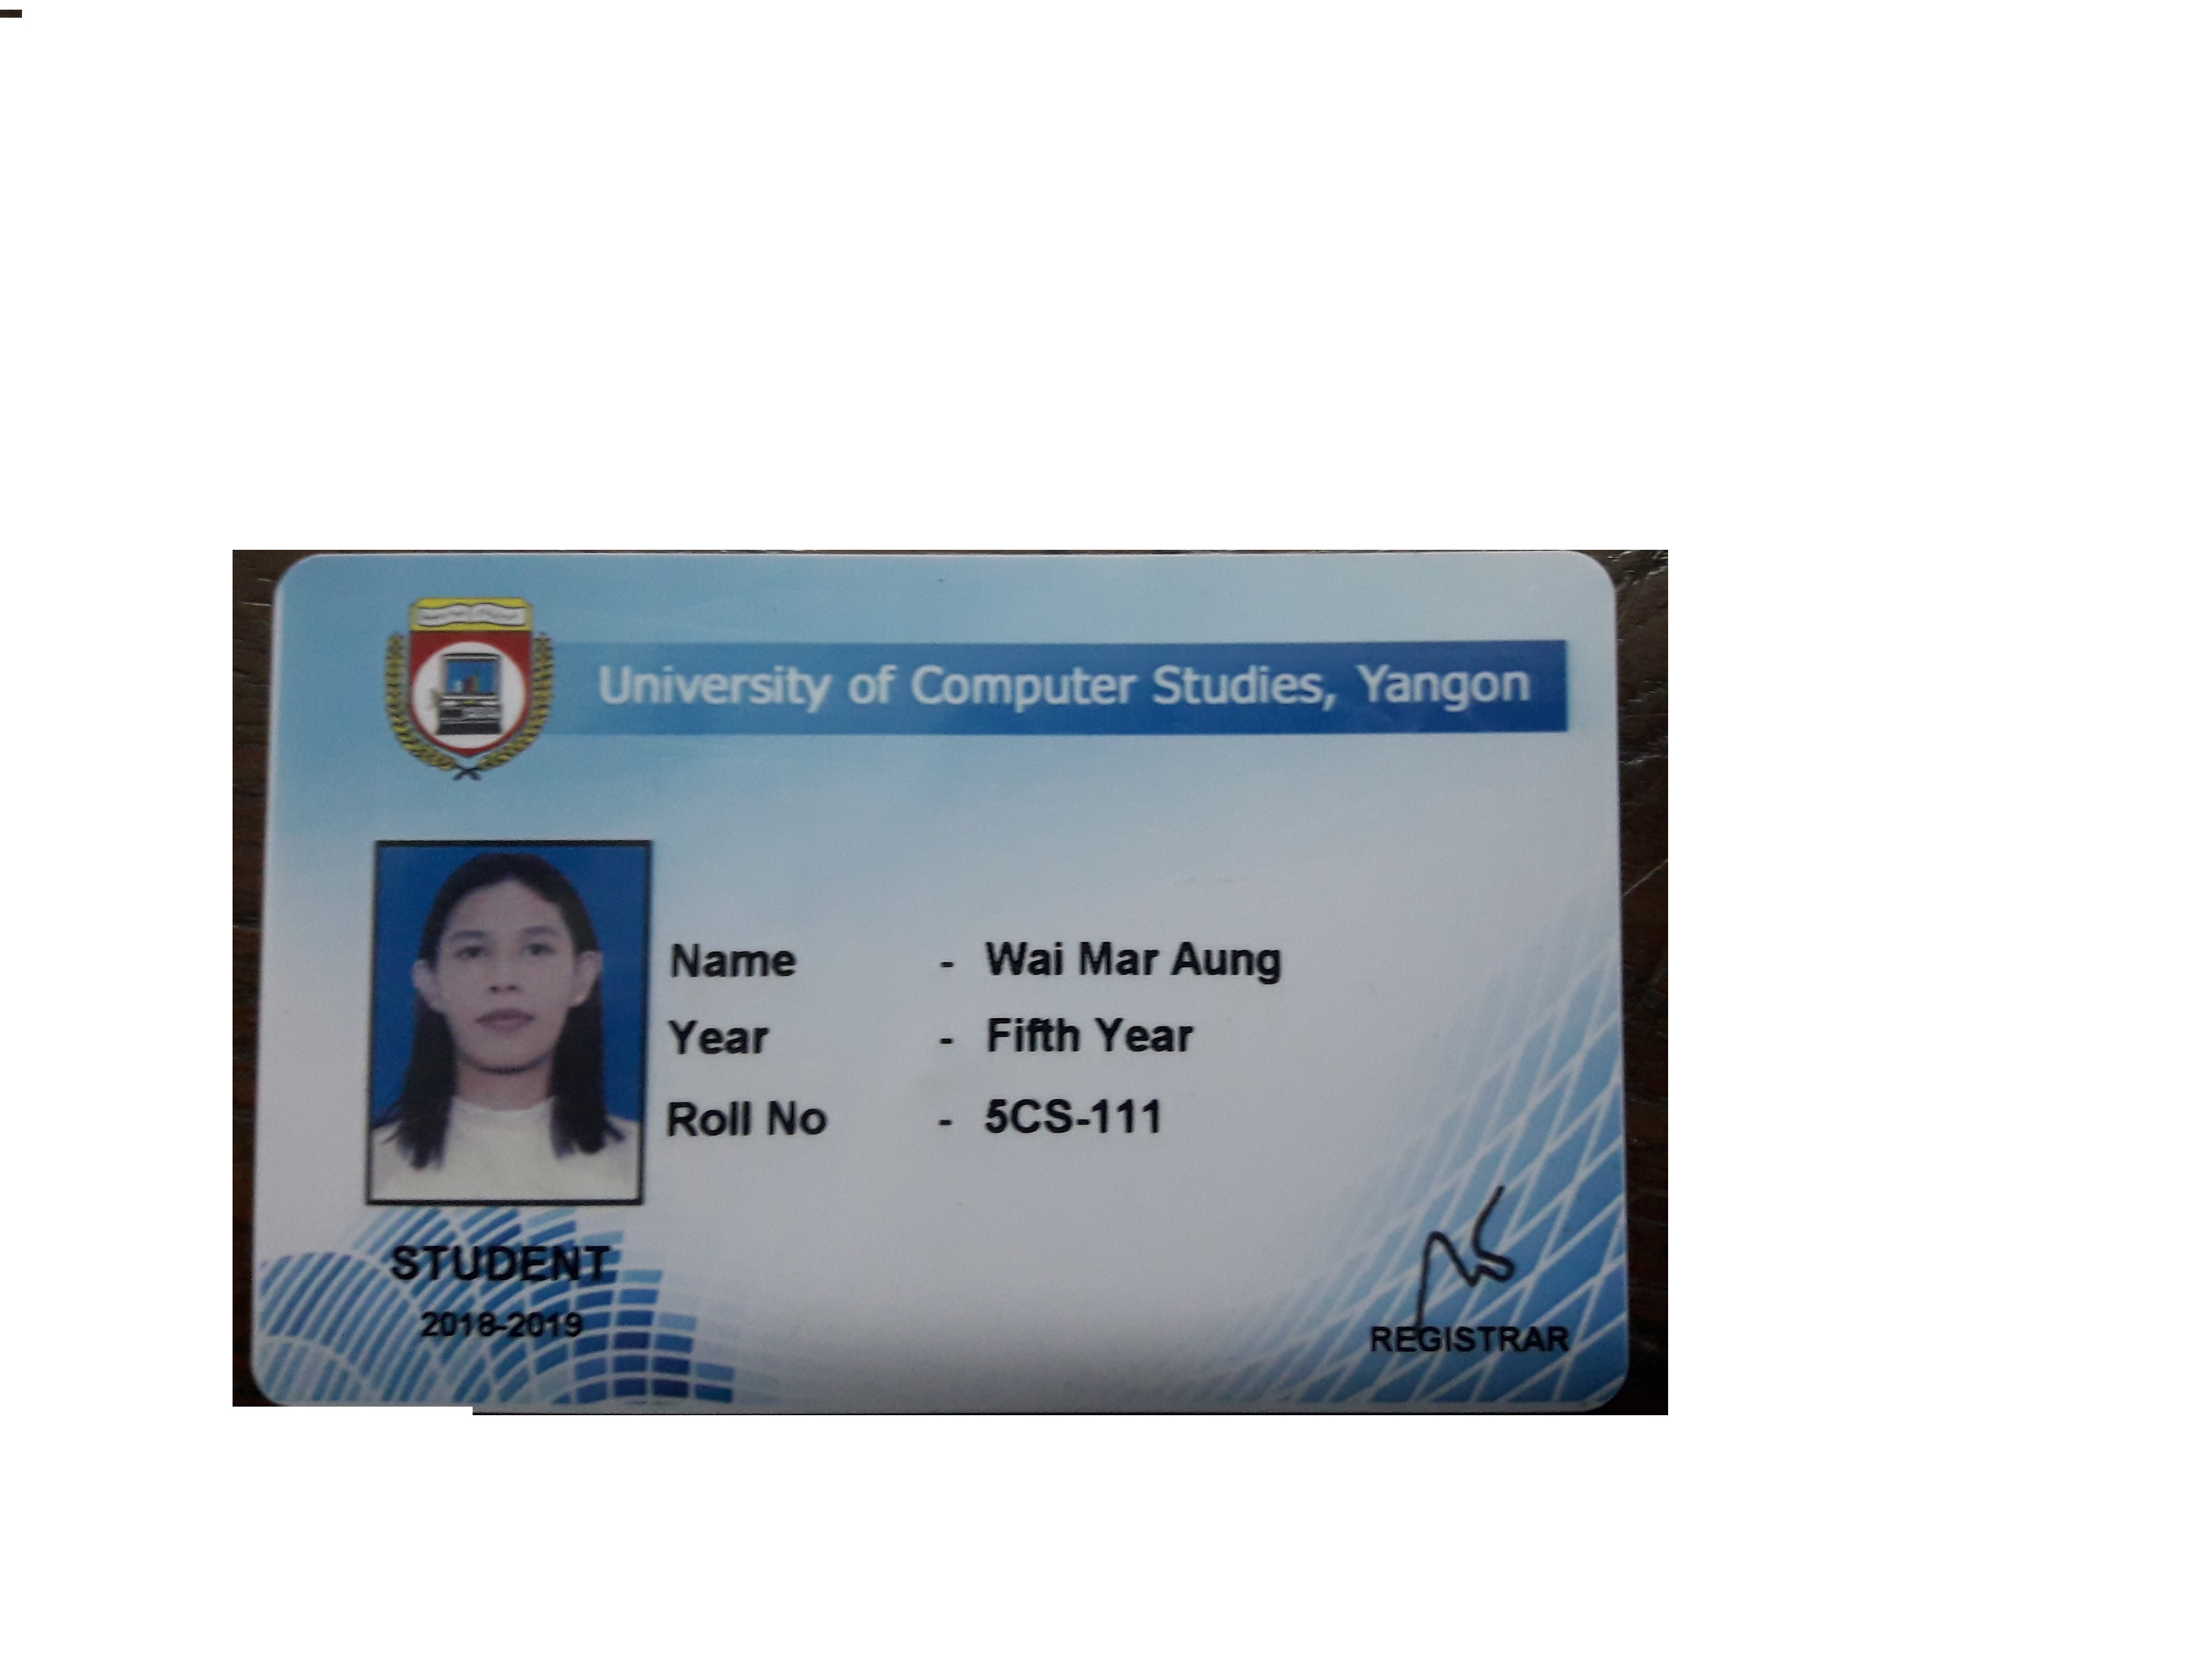 University of Computer Studies, Yangon
Name - Wai Mar Aung
Year - Fifth Year
Roll No - 5CS-111
STUDENT
2018-2019
REGISTRAR